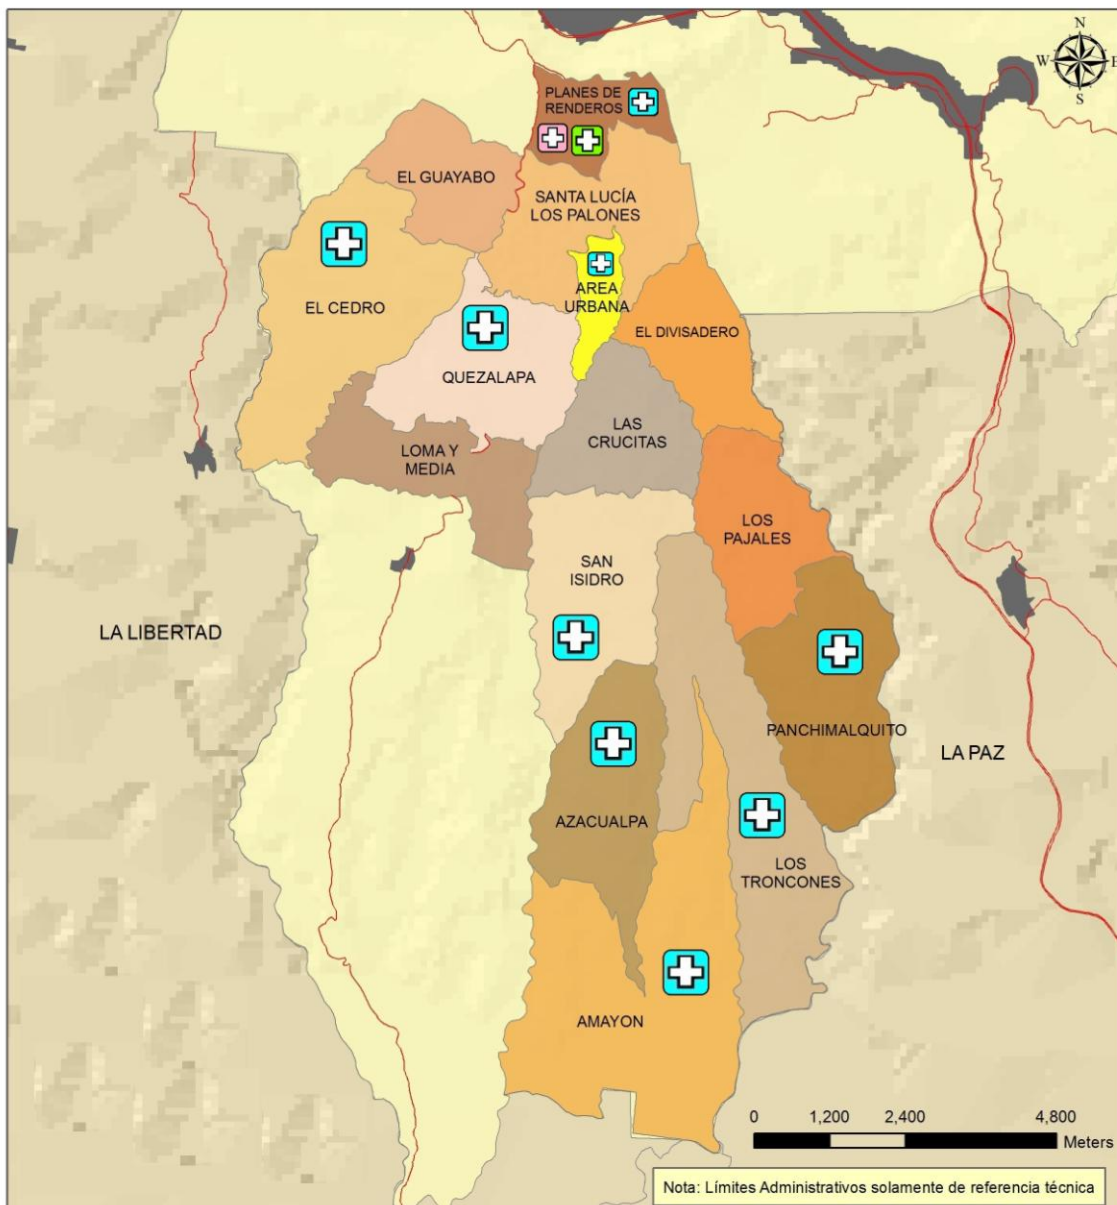 N
W
E
S
PLANES DE
RENDEROS
EL GUAYABO
SANTA LUCÍA
LOS PALONES
EL CEDRO
AREA
URBANA
EL DIVISADERO
QUEZALAPA
LAS
CRUCITAS
LOMA Y
MEDIA
LOS
PAJALES
SAN
ISIDRO
LA LIBERTAD
PANCHIMALQUITO
LA PAZ
AZACUALPA
LOS
TRONCONES
AMAYON
0 1,200 2,400 4,800
Meters
Nota: Límites Administrativos solamente de referencia técnica